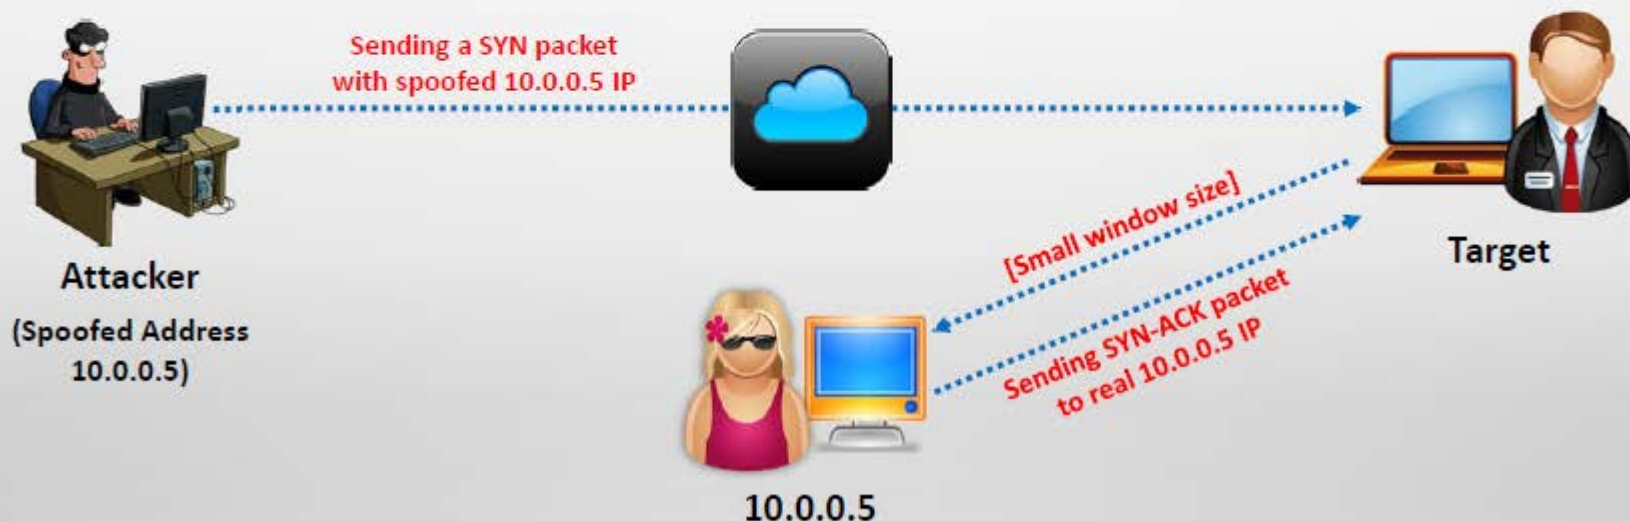 Sending a SYN packet
with spoofed 10.0.0.5 IP
Attacker
(Spoofed Address
10.0.0.5)
Target
[Small window size]
Sending SYN-ACK packet
to real 10.0.0.5 IP
10.0.0.5